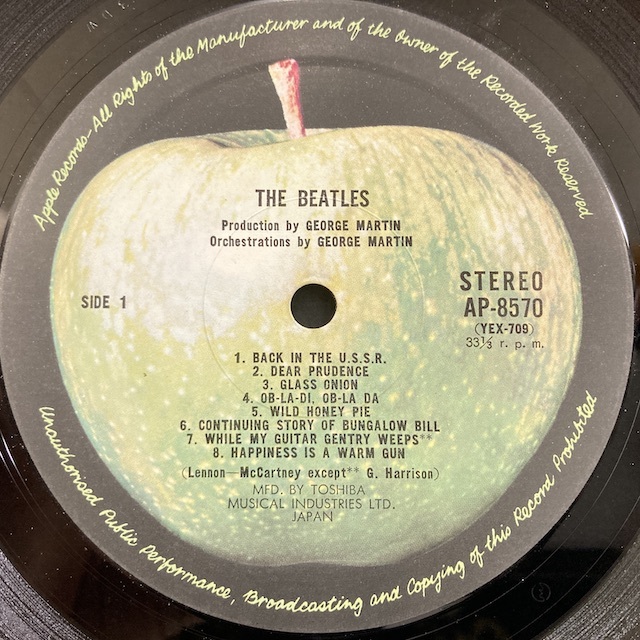 Apple Records-All Rights of the Manufacturer and of the Owner of the Recorded Work Reserved
THE BEATLES
Production by GEORGE MARTIN
Orchestrations by GEORGE MARTIN
SIDE 1
STEREO
AP-8570
(YEX-709)
33⅓ r. p. m.
1. BACK IN THE U.S.S.R.
2. DEAR PRUDENCE
3. GLASS ONION
4. OB-LA-DI, OB-LA DA
5. WILD HONEY PIE
6. CONTINUING STORY OF BUNGALOW BILL
7. WHILE MY GUITAR GENTRY WEEPS**
8. HAPPINESS IS A WARM GUN
(Lennon—McCartney except** G. Harrison)
MFD. BY TOSHIBA
MUSICAL INDUSTRIES LTD.
JAPAN
Unauthorised Public Performance, Broadcasting and Copying of this Record Prohibited